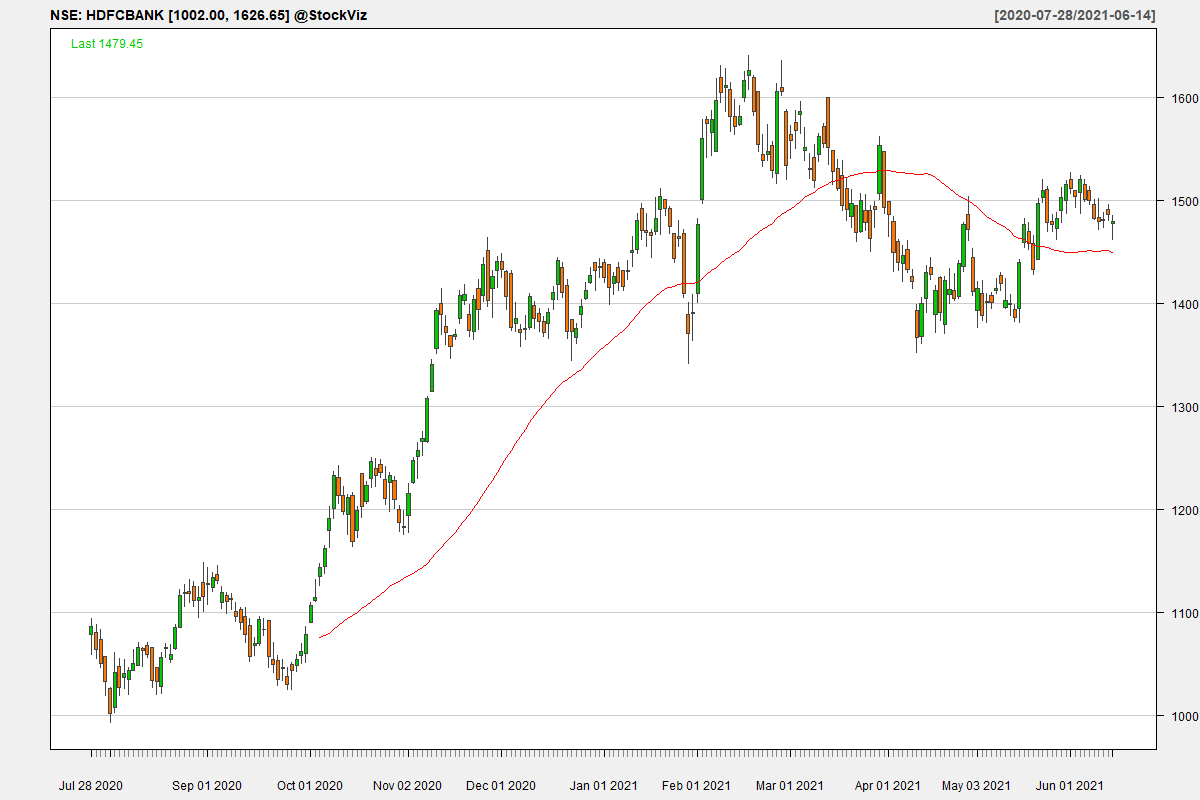 NSE: HDFCBANK [1002.00, 1626.65] @StockViz [2020-07-28/2021-06-14]
Last 1479.45
1600
1500
1400
1300
1200
1100
1000
Jul 28 2020 Sep 01 2020 Oct 01 2020 Nov 02 2020 Dec 01 2020 Jan 01 2021 Feb 01 2021 Mar 01 2021 Apr 01 2021 May 03 2021 Jun 01 2021